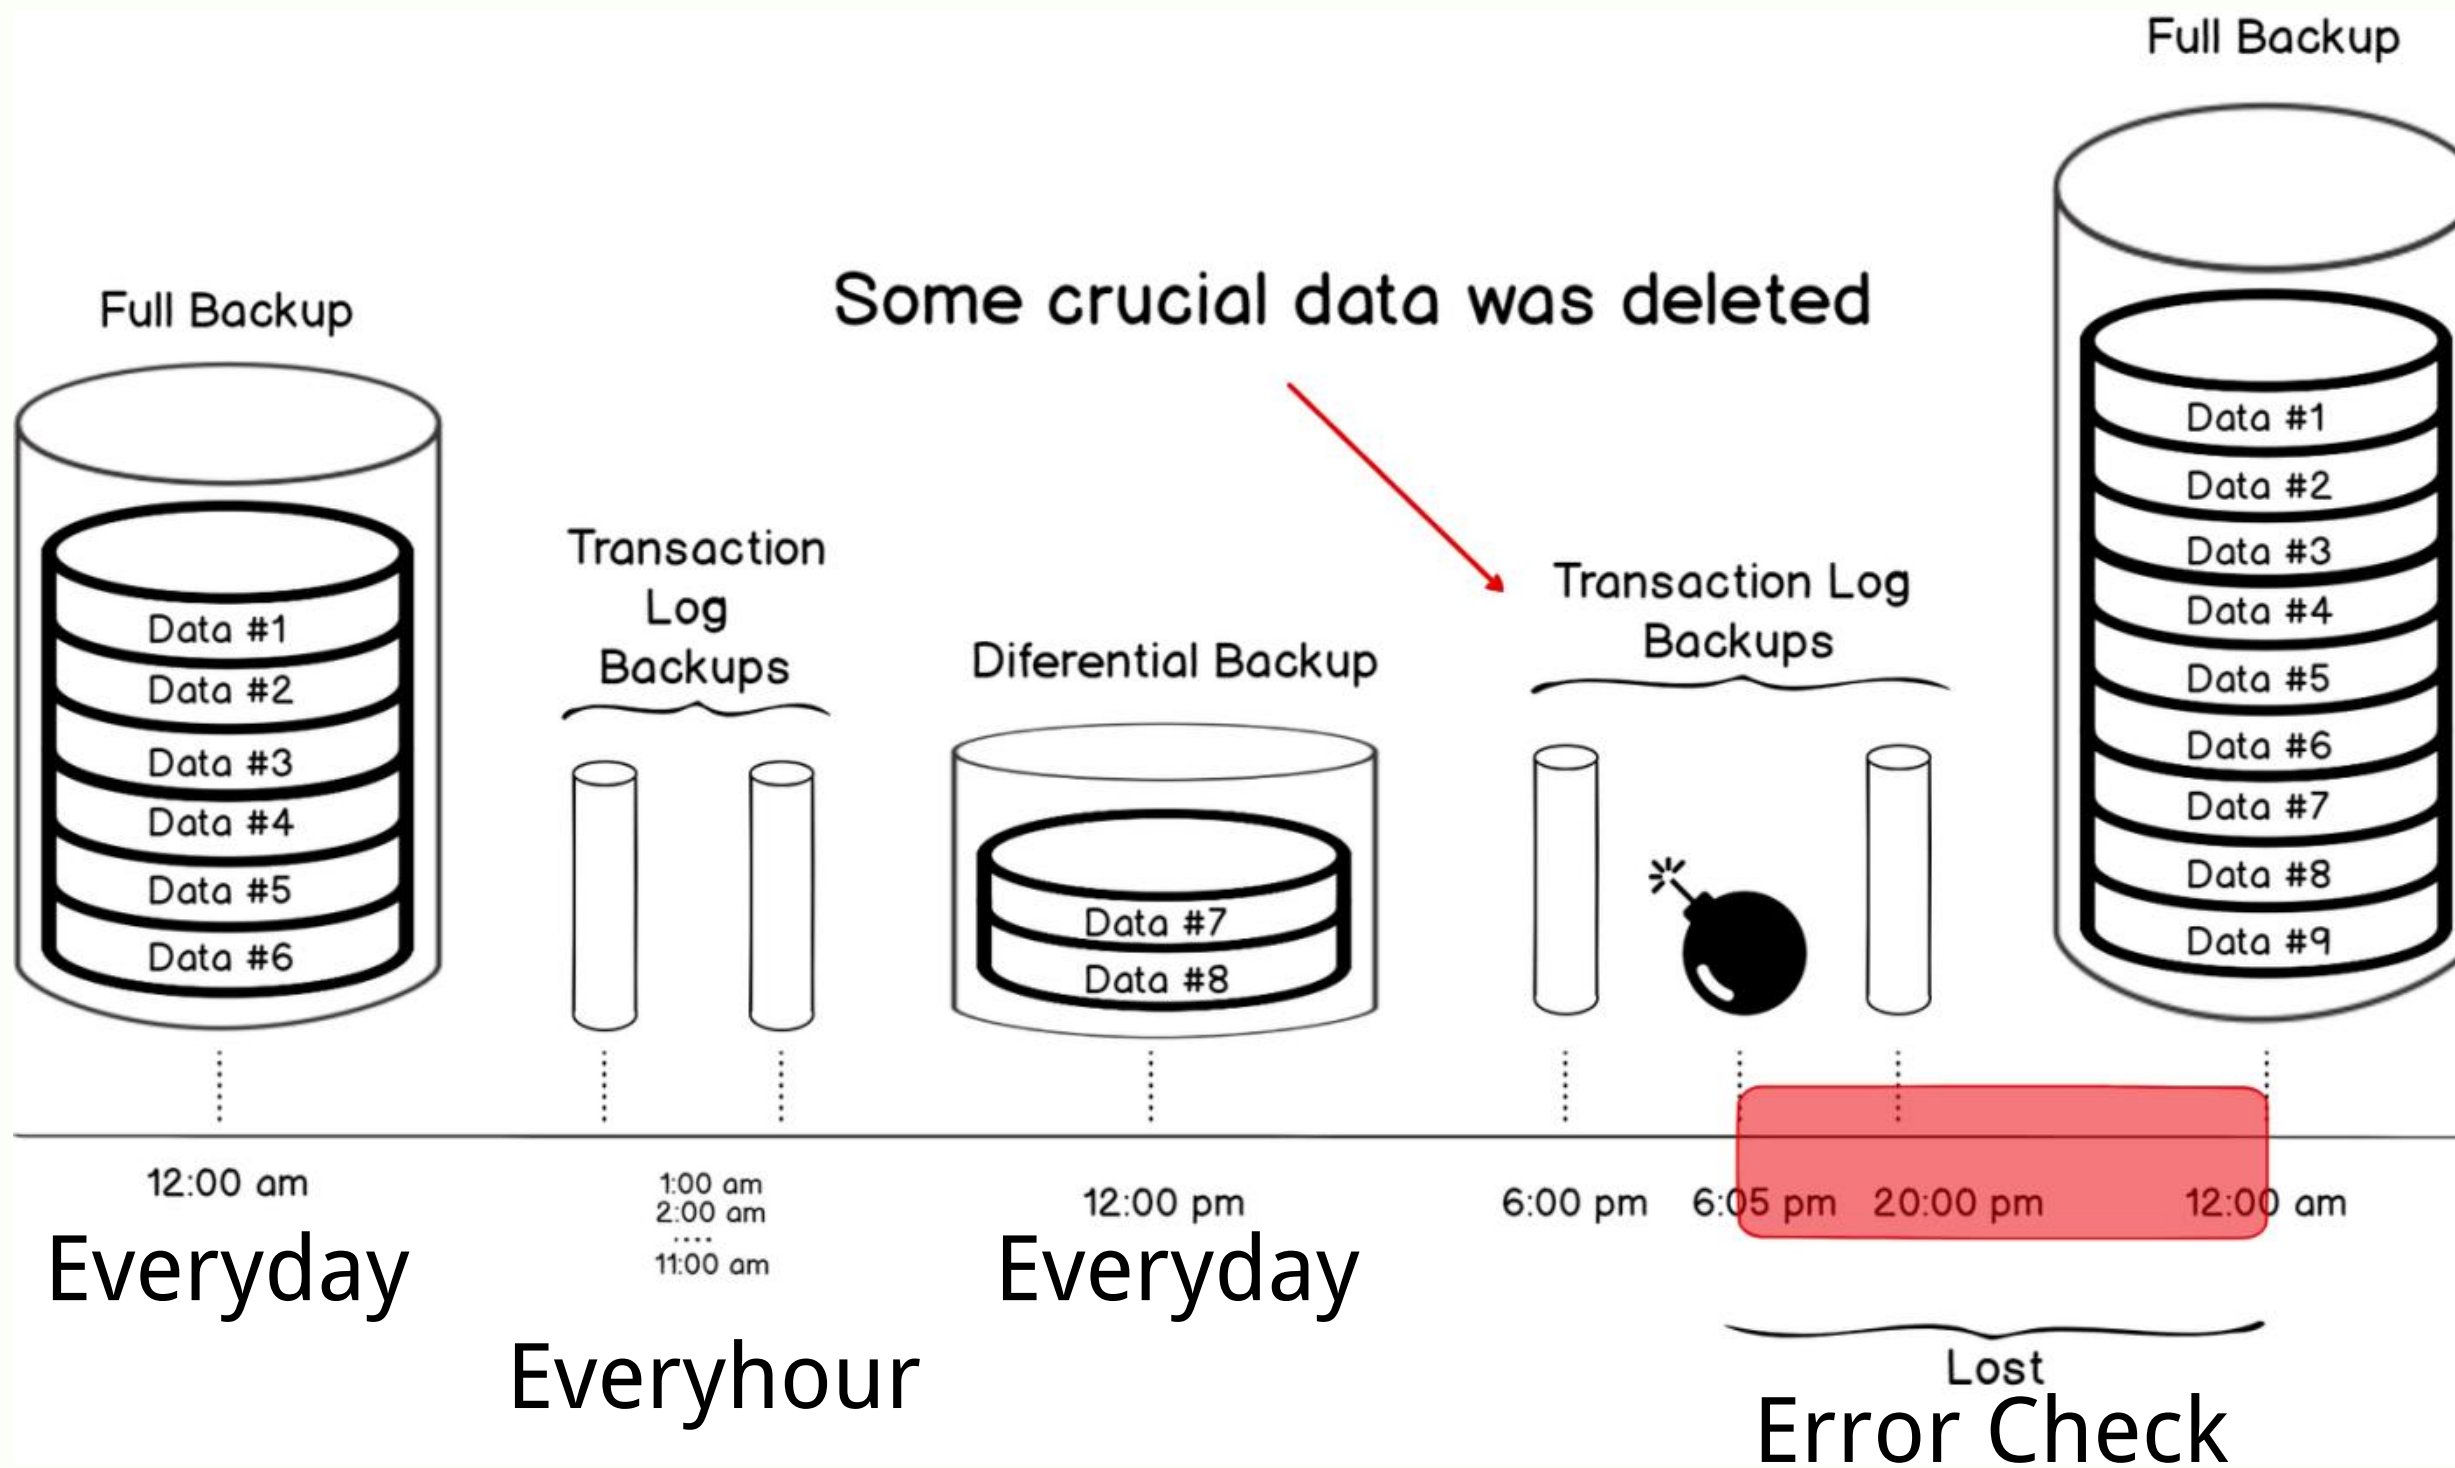 Full Backup
Data #1
Data #2
Data #3
Data #4
Data #5
Data #6
12:00 am
Everyday
Transaction
Log
Backups
1:00 am
2:00 am
....
11:00 am
Everyhour
Some crucial data was deleted
Diferential Backup
Data #7
Data #8
12:00 pm
Everyday
Transaction Log
Backups
6:00 pm
6:05 pm
20:00 pm
12:00 am
Lost
Error Check
Full Backup
Data #1
Data #2
Data #3
Data #4
Data #5
Data #6
Data #7
Data #8
Data #9